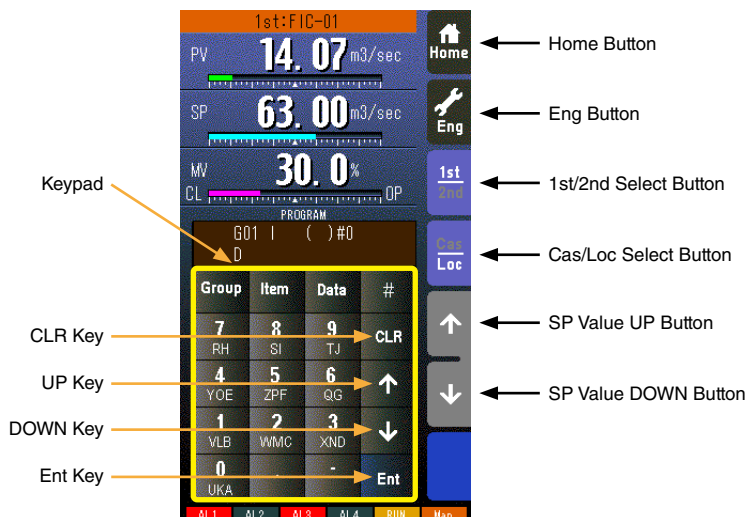 1st:FIC-01
PV 14.07 m3/sec
SP 63.00 m3/sec
MV 30.0 %
CL OP
PROGRAM
G01 I ( )#0
D
Group Item Data #
7 8 9 CLR
RH SI TJ
4 5 6 ↑
YOE ZPF QG
1 2 3 ↓
VLB WMC XND
0 . - Ent
UKA
AL1 AL2 AL3 AL4 RUN Man
Home
Eng
1st
2nd
Cas
Loc
↑
↓
Keypad
CLR Key
UP Key
DOWN Key
Ent Key
Home Button
Eng Button
1st/2nd Select Button
Cas/Loc Select Button
SP Value UP Button
SP Value DOWN Button